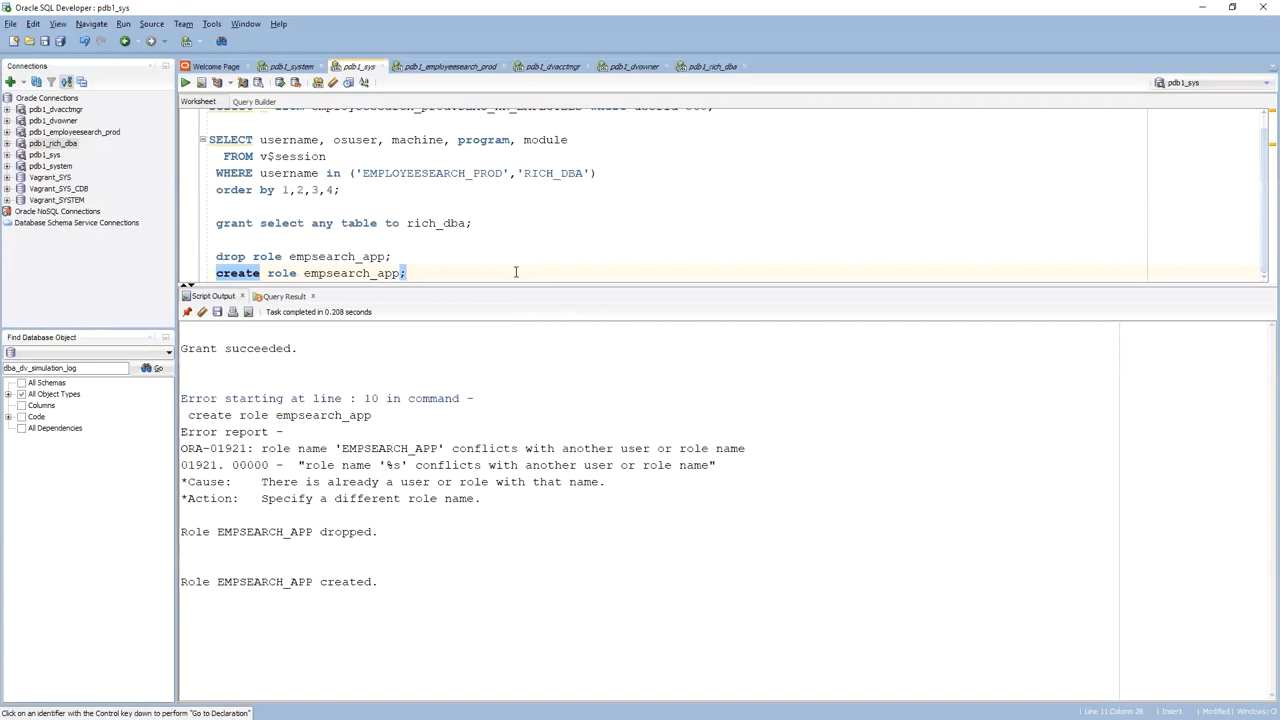 Oracle SQL Developer : pdb1_sys
File Edit View Navigate Run Source Team Tools Window Help
Connections
Oracle Connections
pdb1_dvacctmgr
pdb1_dvowner
pdb1_employeesearch_prod
pdb1_rich_dba
pdb1_sys
pdb1_system
Vagrant_SYS
Vagrant_SYS_CDB
Vagrant_SYSTEM
Oracle NoSQL Connections
Database Schema Service Connections
Find Database Object
dba_dv_simulation_log
Go
All Schemas
All Object Types
Columns
Code
All Dependencies
Welcome Page pdb1_system pdb1_sys pdb1_employeesearch_prod pdb1_dvacctmgr pdb1_dvowner pdb1_rich_dba
pdb1_sys
Worksheet Query Builder
SELECT username, osuser, machine, program, module
FROM v$session
WHERE username in ('EMPLOYEESEARCH_PROD','RICH_DBA')
order by 1,2,3,4;
grant select any table to rich_dba;
drop role empsearch_app;
create role empsearch_app;
Script Output Query Result
Task completed in 0.208 seconds
Grant succeeded.
Error starting at line : 10 in command -
create role empsearch_app
Error report -
ORA-01921: role name 'EMPSEARCH_APP' conflicts with another user or role name
01921. 00000 - "role name '%s' conflicts with another user or role name"
*Cause: There is already a user or role with that name.
*Action: Specify a different role name.
Role EMPSEARCH_APP dropped.
Role EMPSEARCH_APP created.
Click on an identifier with the Control key down to perform "Go to Declaration"
Line 11 Column 28 Insert Modified Windows: C